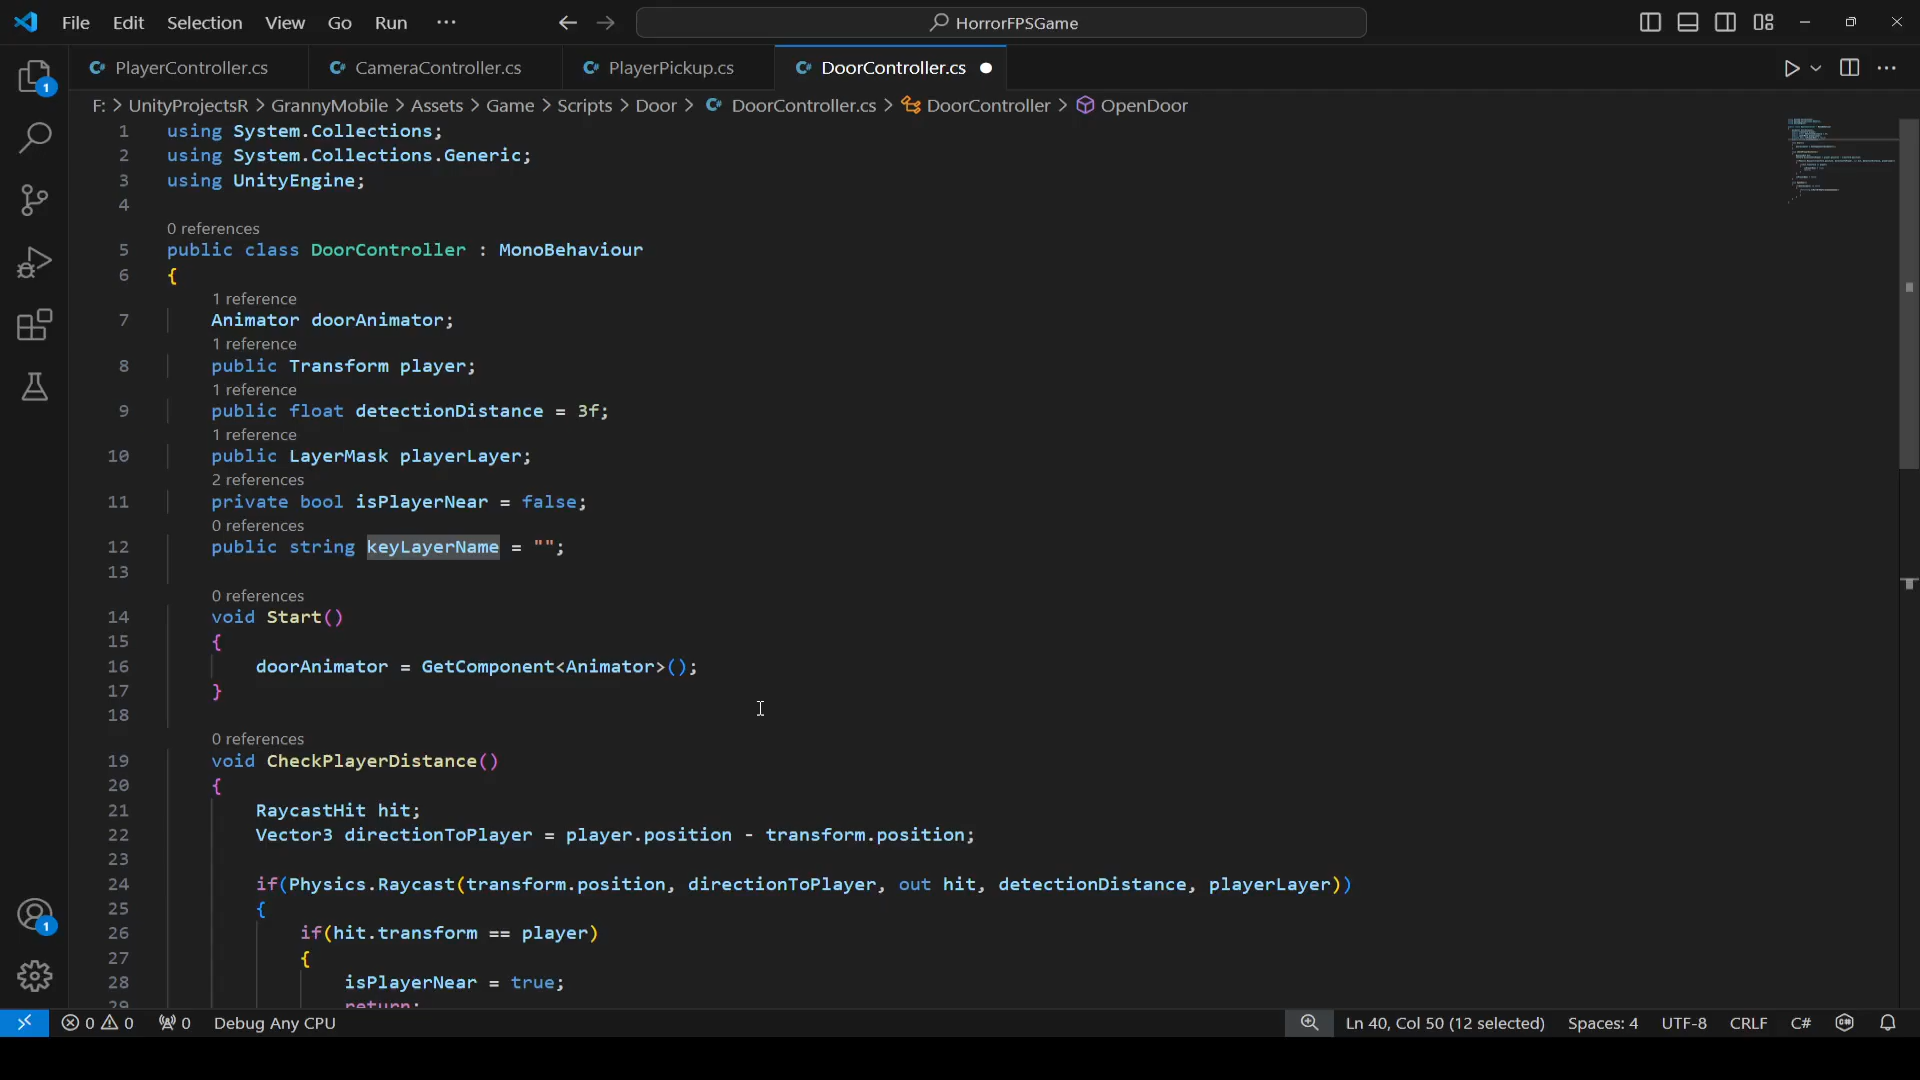 File Edit Selection View Go Run ···
HorrorFPSGame
PlayerController.cs CameraController.cs PlayerPickup.cs DoorController.cs
F: > UnityProjectsR > GrannyMobile > Assets > Game > Scripts > Door > DoorController.cs > DoorController > OpenDoor
1 using System.Collections;
2 using System.Collections.Generic;
3 using UnityEngine;
4
0 references
5 public class DoorController : MonoBehaviour
6 {
1 reference
7 Animator doorAnimator;
1 reference
8 public Transform player;
1 reference
9 public float detectionDistance = 3f;
1 reference
10 public LayerMask playerLayer;
2 references
11 private bool isPlayerNear = false;
0 references
12 public string keyLayerName = "";
13
0 references
14 void Start()
15 {
16 doorAnimator = GetComponent<Animator>();
17 }
18
0 references
19 void CheckPlayerDistance()
20 {
21 RaycastHit hit;
22 Vector3 directionToPlayer = player.position - transform.position;
23
24 if(Physics.Raycast(transform.position, directionToPlayer, out hit, detectionDistance, playerLayer))
25 {
26 if(hit.transform == player)
27 {
28 isPlayerNear = true;
29 return;
1
1
0 0 0 Debug Any CPU Ln 40, Col 50 (12 selected) Spaces: 4 UTF-8 CRLF C#